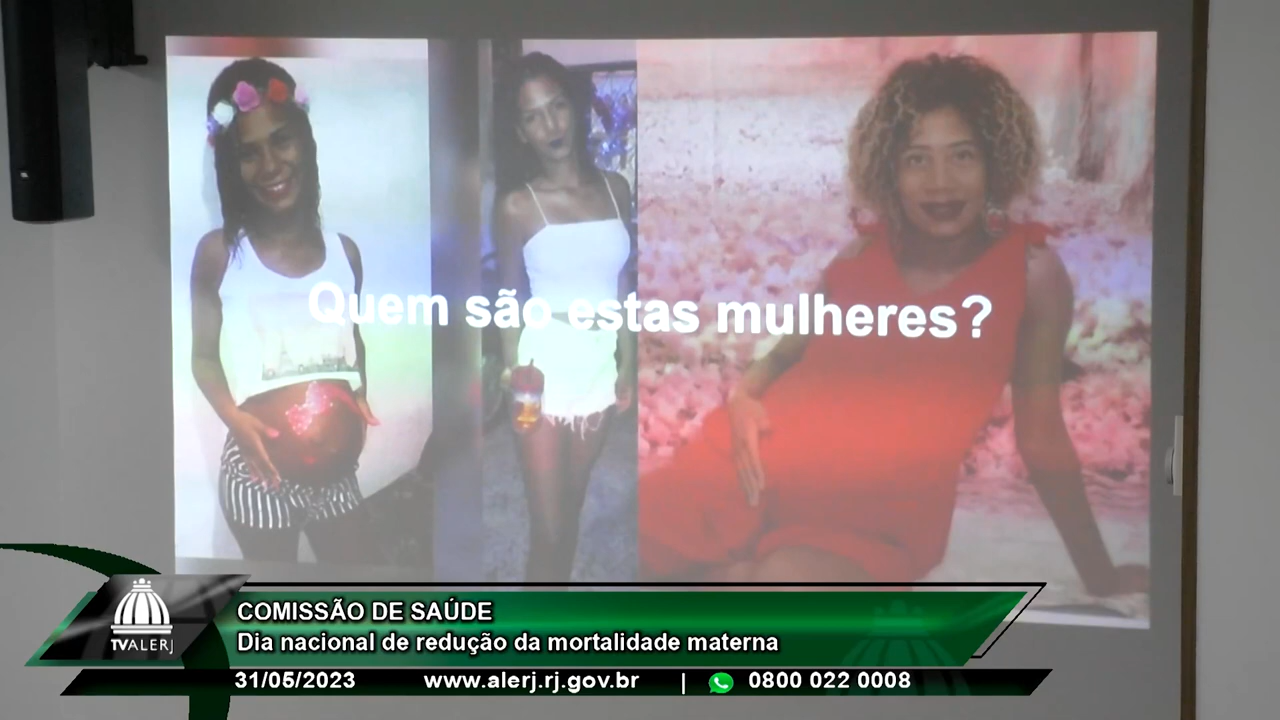 Quem são estas mulheres?
COMISSÃO DE SAÚDE
Dia nacional de redução da mortalidade materna
TVALERJ
31/05/2023 www.alerj.rj.gov.br | 0800 022 0008